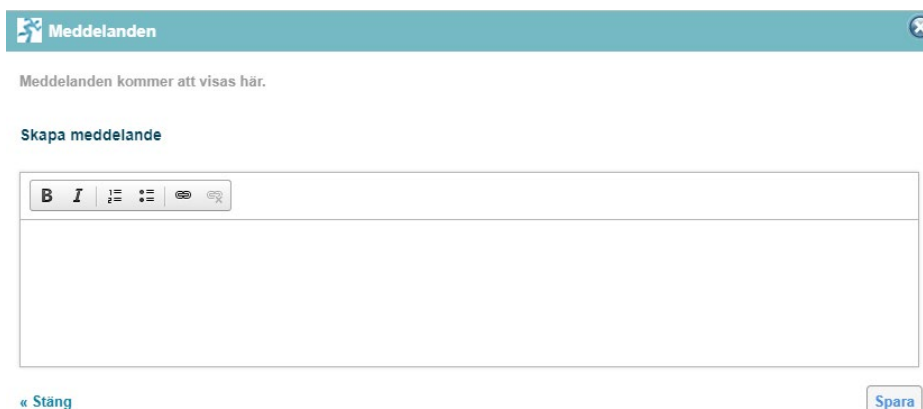 Meddelanden
Meddelanden kommer att visas här.
Skapa meddelande
B I
« Stäng
Spara